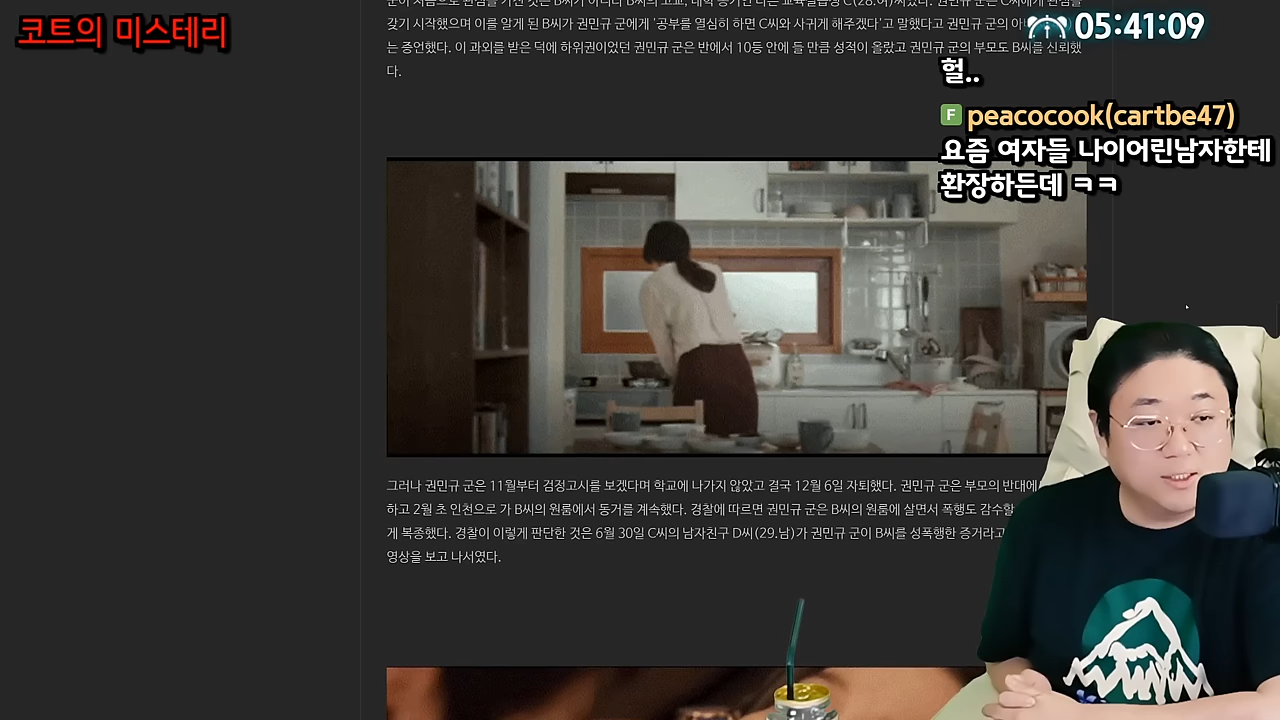 코트의 미스테리
05:41:09
갖기 시작했으며 이를 알게 된 B씨가 권민규 군에게 '공부를 열심히 하면 C씨와 사귀게 해주겠다'고 말했다고 권민규 군의 아
는 증언했다. 이 과외를 받은 덕에 하위권이었던 권민규 군은 반에서 10등 안에 들 만큼 성적이 올랐고 권민규 군의 부모도 B씨를 신뢰했
다.
헐..
F peacocook(cartbe47)
요즘 여자들 나이어린남자한테
환장하든데 ㅋㅋ
그러나 권민규 군은 11월부터 검정고시를 보겠다며 학교에 나가지 않았고 결국 12월 6일 자퇴했다. 권민규 군은 부모의 반대에
하고 2월 초 인천으로 가 B씨의 원룸에서 동거를 계속했다. 경찰에 따르면 권민규 군은 B씨의 원룸에 살면서 폭행도 감수할
게 복종했다. 경찰이 이렇게 판단한 것은 6월 30일 C씨의 남자친구 D씨(29.남)가 권민규 군이 B씨를 성폭행한 증거라고
영상을 보고 나서였다.